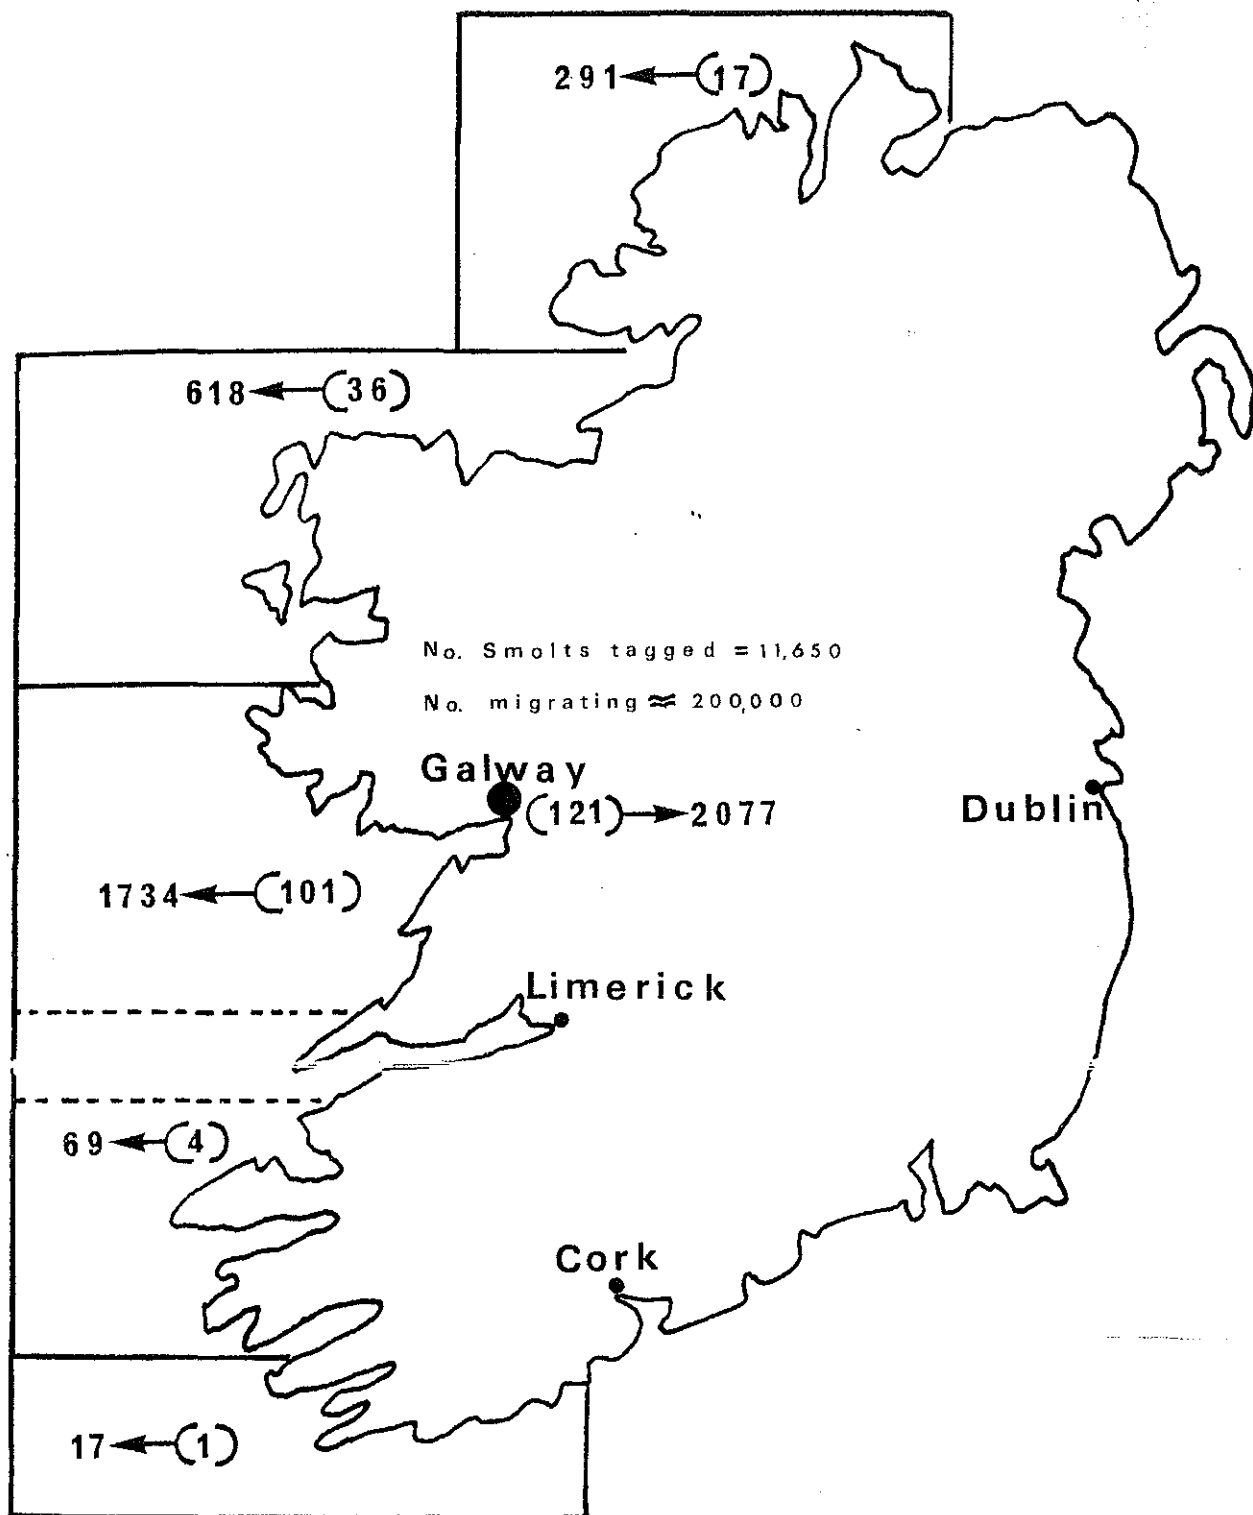 291←(17)
618←(36)
No. Smolts tagged = 11,650
No. migrating ≈ 200,000
Galway
(121)→2077
Dublin
1734←(101)
Limerick
69←(4)
Cork
17←(1)